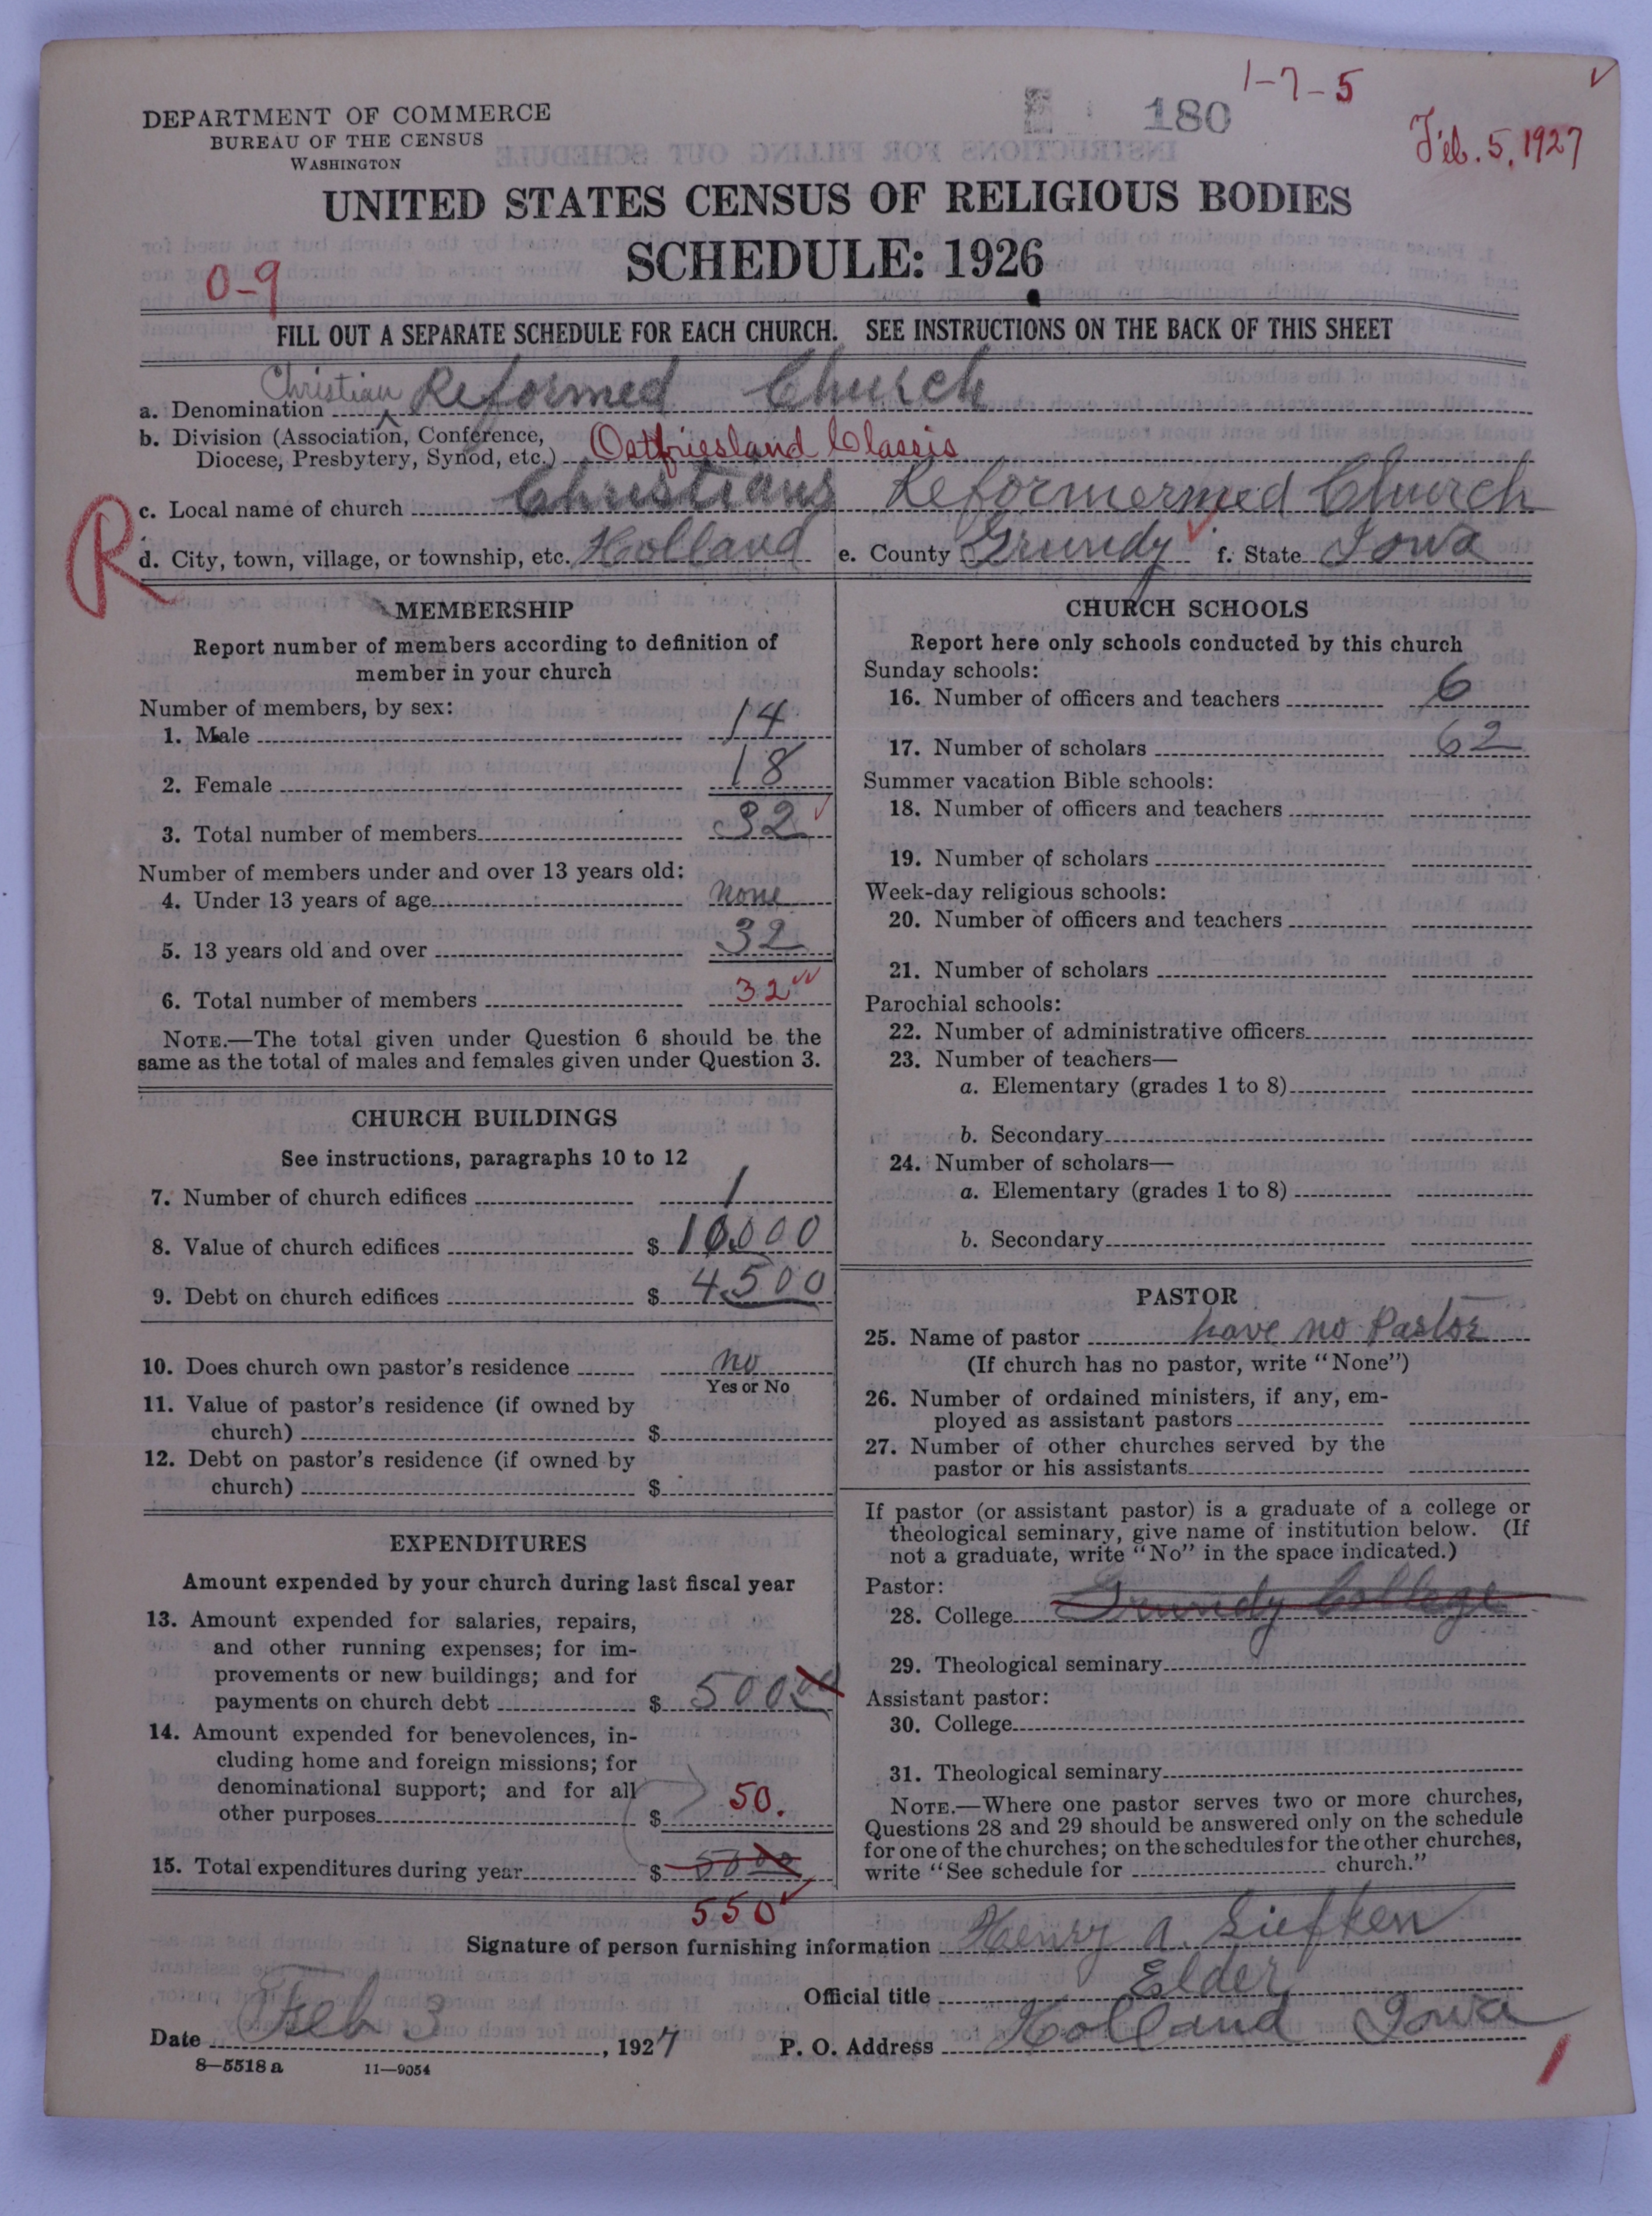 1-7-5
180
Feb. 5, 1927
DEPARTMENT OF COMMERCE
BUREAU OF THE CENSUS
WASHINGTON
UNITED STATES CENSUS OF RELIGIOUS BODIES
SCHEDULE: 1926
0-9
FILL OUT A SEPARATE SCHEDULE FOR EACH CHURCH. SEE INSTRUCTIONS ON THE BACK OF THIS SHEET
a. Denomination Christian Reformed Church
b. Division (Association, Conference,
Diocese, Presbytery, Synod, etc.) Ostfriesland Classis
R
c. Local name of church Christians Reformermed Church
d. City, town, village, or township, etc. Holland e. County Grundy f. State Iowa
MEMBERSHIP
Report number of members according to definition of
member in your church
Number of members, by sex:
1. Male 14
2. Female 18
3. Total number of members 32
Number of members under and over 13 years old:
4. Under 13 years of age none
5. 13 years old and over 32
6. Total number of members 32
NOTE.—The total given under Question 6 should be the
same as the total of males and females given under Question 3.
CHURCH BUILDINGS
See instructions, paragraphs 10 to 12
7. Number of church edifices 1
8. Value of church edifices $ 10000
9. Debt on church edifices $ 4500
10. Does church own pastor's residence no
Yes or No
11. Value of pastor's residence (if owned by
church) $
12. Debt on pastor's residence (if owned by
church) $
EXPENDITURES
Amount expended by your church during last fiscal year
13. Amount expended for salaries, repairs,
and other running expenses; for im-
provements or new buildings; and for
payments on church debt $ 500
14. Amount expended for benevolences, in-
cluding home and foreign missions; for
denominational support; and for all
other purposes $ 50.
15. Total expenditures during year $ 5000
550
CHURCH SCHOOLS
Report here only schools conducted by this church
Sunday schools:
16. Number of officers and teachers 6
17. Number of scholars 62
Summer vacation Bible schools:
18. Number of officers and teachers
19. Number of scholars
Week-day religious schools:
20. Number of officers and teachers
21. Number of scholars
Parochial schools:
22. Number of administrative officers
23. Number of teachers—
a. Elementary (grades 1 to 8)
b. Secondary
24. Number of scholars—
a. Elementary (grades 1 to 8)
b. Secondary
PASTOR
25. Name of pastor have no Pastor
(If church has no pastor, write "None")
26. Number of ordained ministers, if any, em-
ployed as assistant pastors
27. Number of other churches served by the
pastor or his assistants
If pastor (or assistant pastor) is a graduate of a college or
theological seminary, give name of institution below. (If
not a graduate, write "No" in the space indicated.)
Pastor:
28. College Grundy College
29. Theological seminary
Assistant pastor:
30. College
31. Theological seminary
NOTE.—Where one pastor serves two or more churches,
Questions 28 and 29 should be answered only on the schedule
for one of the churches; on the schedules for the other churches,
write "See schedule for church."
Signature of person furnishing information Henry A. Siefken
Official title Elder
Date Feb 3, 1927 P. O. Address Holland Iowa
8—5518 a 11—9054
1